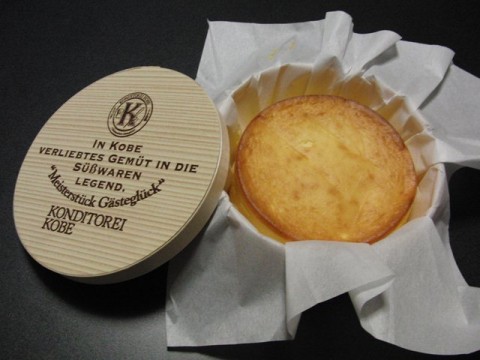 K
IN KOBE
VERLIEBTES GEMÜT IN DIE
SÜßWAREN
LEGEND.
"Meisterstück Gästeglück"
KONDITOREI
KOBE